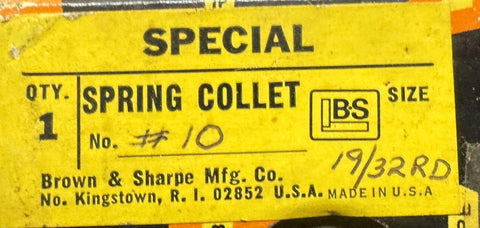 SPECIAL
QTY. 1
SPRING COLLET
No. #10
B&S
SIZE
19/32RD
Brown & Sharpe Mfg. Co.
No. Kingstown, R. I. 02852 U.S.A. MADE IN U.S.A